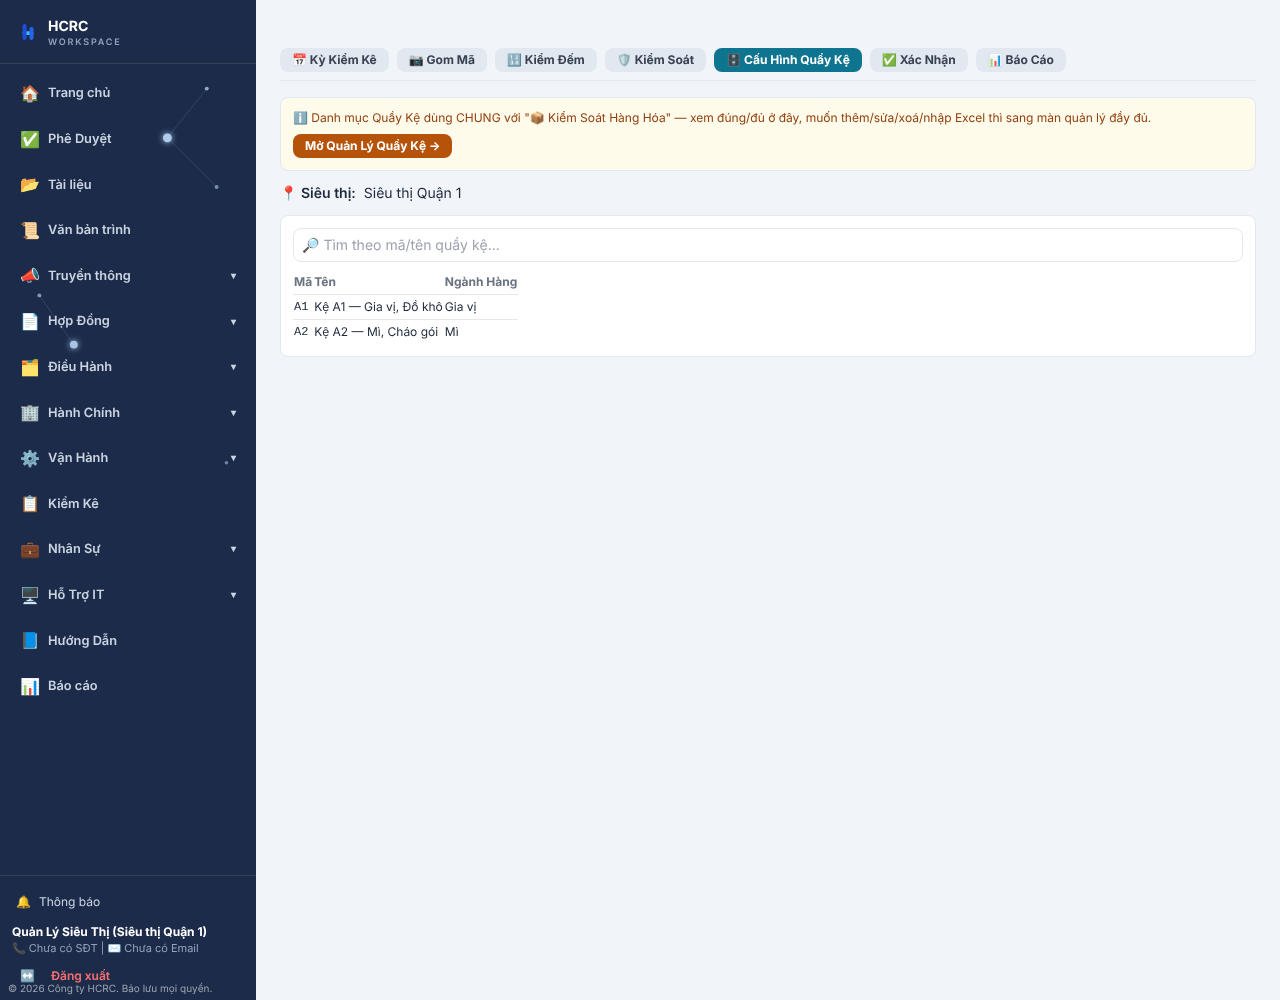 HCRC
WORKSPACE
Trang chủ
Phê Duyệt
Tài liệu
Văn bản trình
Truyền thông
Hợp Đồng
Điều Hành
Hành Chính
Vận Hành
Kiểm Kê
Nhân Sự
Hỗ Trợ IT
Hướng Dẫn
Báo cáo
Thông báo
Quản Lý Siêu Thị (Siêu thị Quận 1)
Chưa có SĐT | Chưa có Email
Đăng xuất
© 2026 Công ty HCRC. Bảo lưu mọi quyền.
Kỳ Kiểm Kê Gom Mã Kiểm Đếm Kiểm Soát Cấu Hình Quầy Kệ Xác Nhận Báo Cáo
Danh mục Quầy Kệ dùng CHUNG với "📦 Kiểm Soát Hàng Hóa" — xem đúng/đủ ở đây, muốn thêm/sửa/xoá/nhập Excel thì sang màn quản lý đầy đủ.
Mở Quản Lý Quầy Kệ →
Siêu thị: Siêu thị Quận 1
Tìm theo mã/tên quầy kệ...
Mã Tên Ngành Hàng
A1 Kệ A1 — Gia vị, Đồ khô Gia vị
A2 Kệ A2 — Mì, Cháo gói Mì